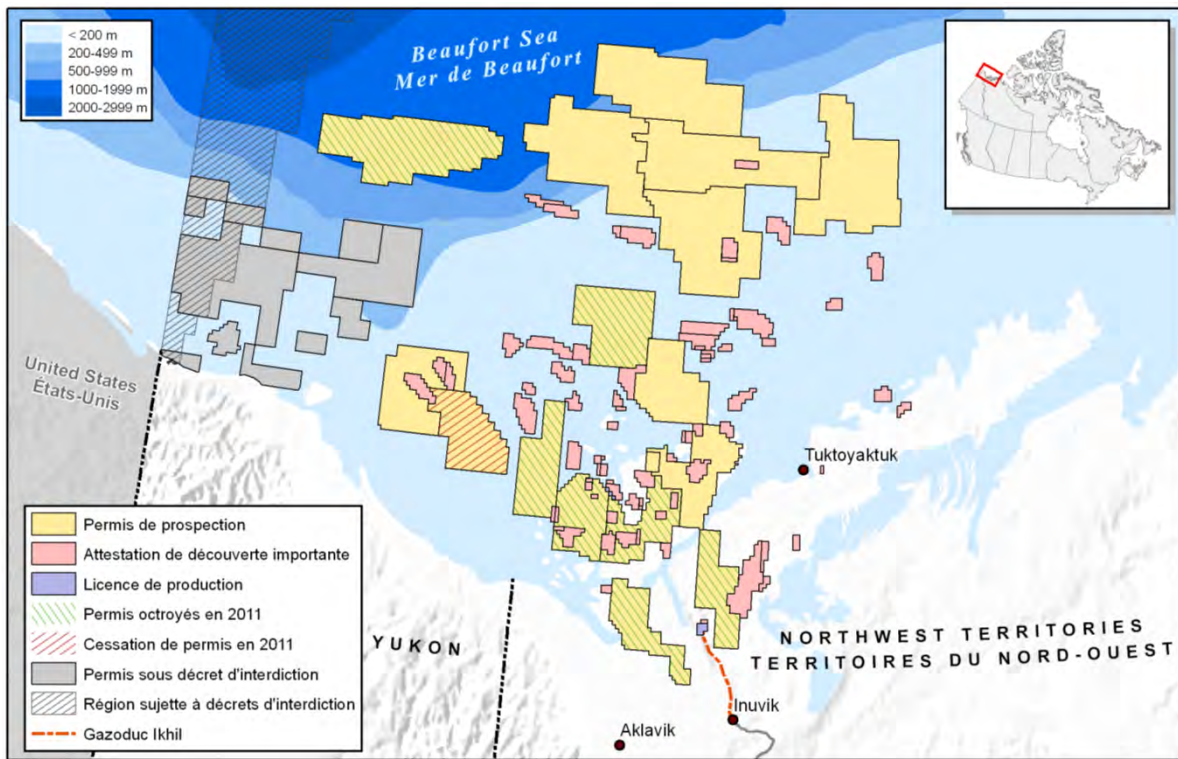 < 200 m
200-499 m
500-999 m
1000-1999 m
2000-2999 m
Beaufort Sea
Mer de Beaufort
United States
États-Unis
Tuktoyaktuk
Permis de prospection
Attestation de découverte importante
Licence de production
Permis octroyés en 2011
Cessation de permis en 2011
Permis sous décret d'interdiction
Région sujette à décrets d'interdiction
Gazoduc Ikhil
YUKON
NORTHWEST TERRITORIES
TERRITOIRES DU NORD-OUEST
Inuvik
Aklavik